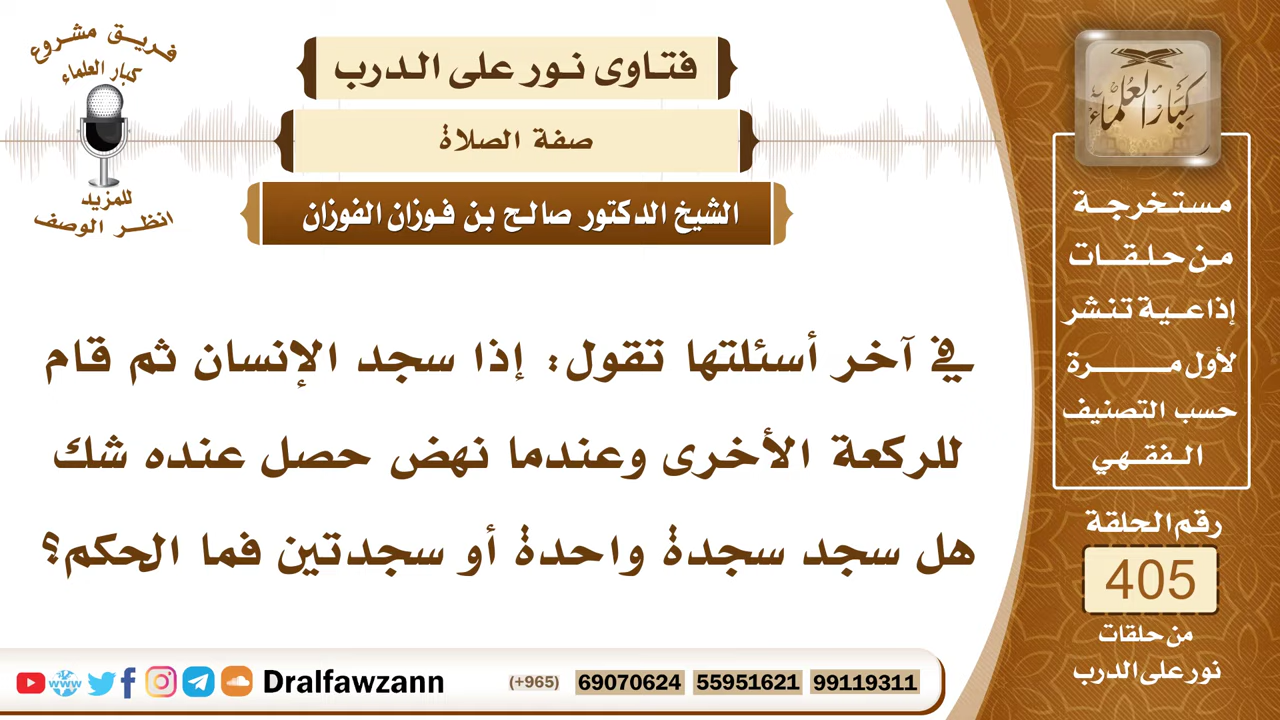 فريق مشروع
كبار العلماء
للمزيد
انظر الوصف
فتاوى نور على الدرب
صفة الصلاة
الشيخ الدكتور صالح بن فوزان الفوزان
كبار العلماء
مستخرجة
من حلقات
إذاعية تنشر
لأول مرة
حسب التصنيف
الفقهي
رقم الحلقة
405
من حلقات
نور على الدرب
في آخر أسئلتها تقول: إذا سجد الإنسان ثم قام
للركعة الأخرى وعندما نهض حصل عنده شك
هل سجد سجدة واحدة أو سجدتين فما الحكم؟
www Dralfawzann (+965) 69070624 55951621 99119311